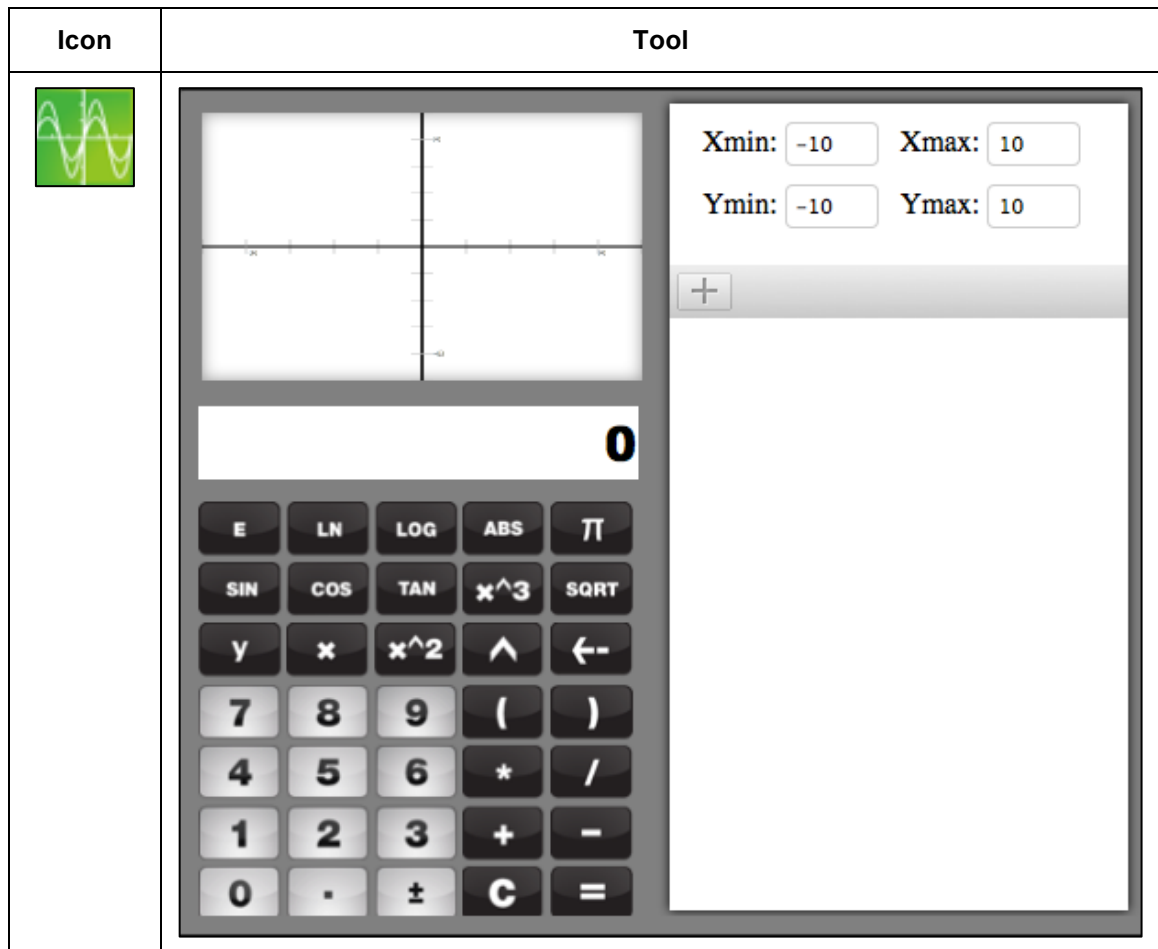 Icon Tool
Xmin: -10 Xmax: 10
Ymin: -10 Ymax: 10
+
0
E LN LOG ABS π
SIN COS TAN x^3 SQRT
y x x^2 ^ ←-
7 8 9 ( )
4 5 6 * /
1 2 3 + -
0 . ± C =